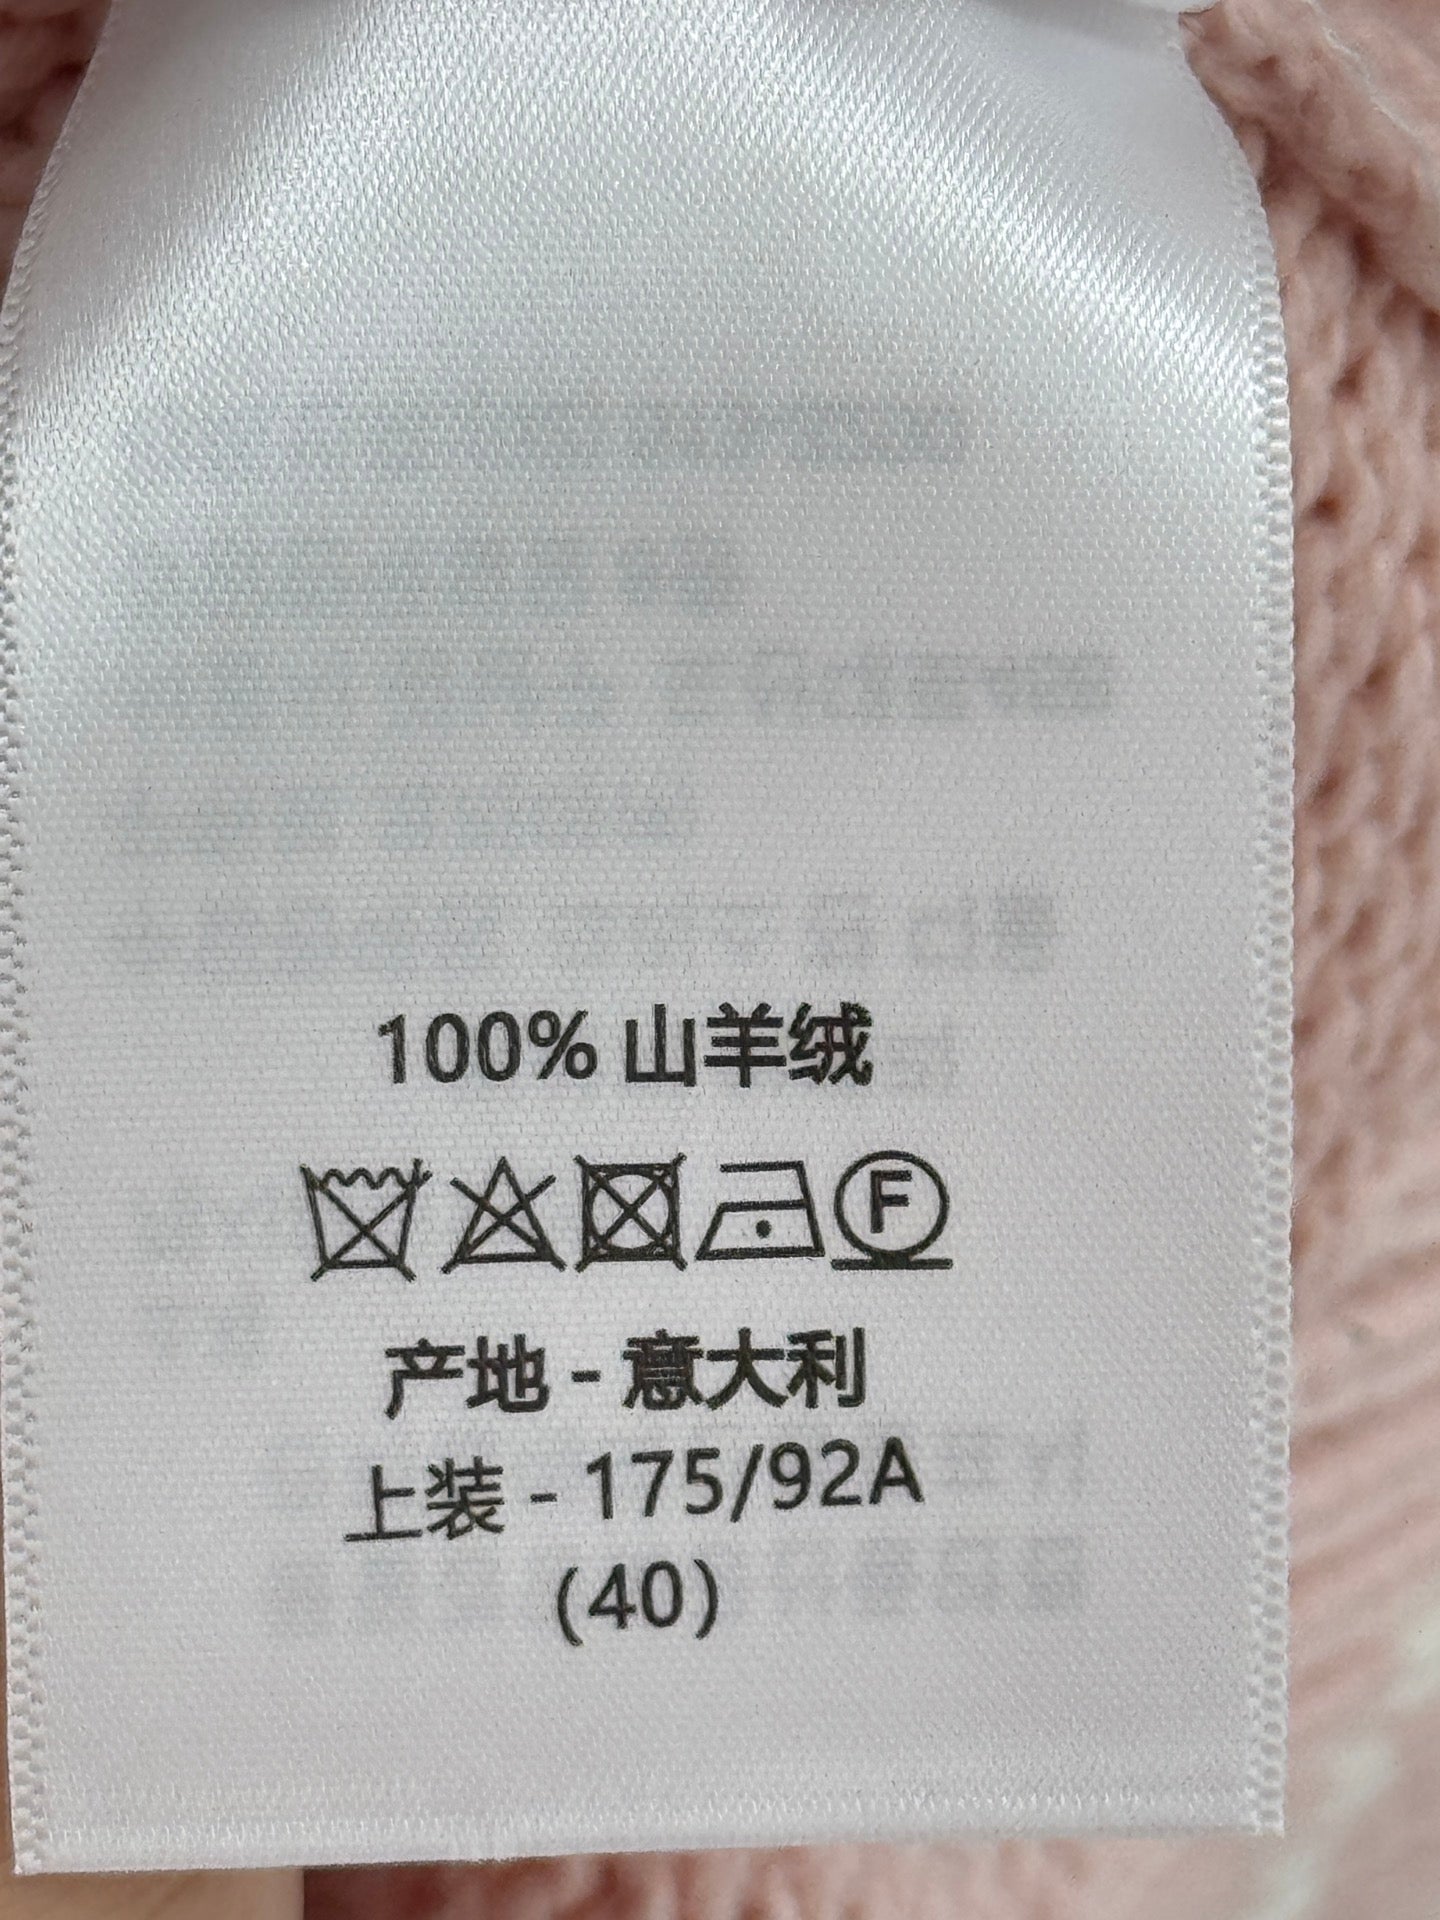 100% 山羊绒
F
产地 - 意大利
上装 - 175/92A
(40)